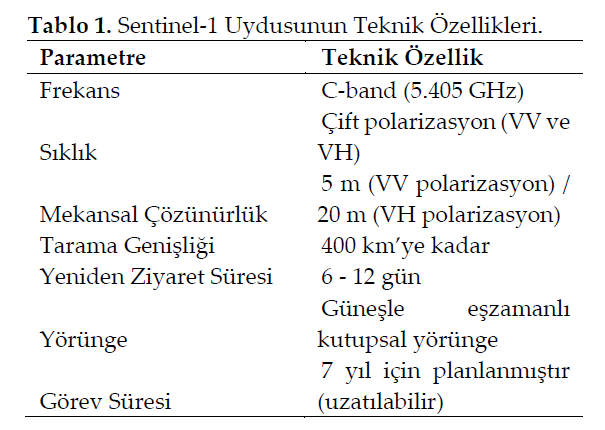 Tablo 1. Sentinel-1 Uydusunun Teknik Özellikleri.
Parametre Teknik Özellik
Frekans C-band (5.405 GHz)
Çift polarizasyon (VV ve
Sıklık VH)
5 m (VV polarizasyon) /
Mekansal Çözünürlük 20 m (VH polarizasyon)
Tarama Genişliği 400 km’ye kadar
Yeniden Ziyaret Süresi 6 - 12 gün
Güneşle eşzamanlı
Yörünge kutupsal yörünge
7 yıl için planlanmıştır
Görev Süresi (uzatılabilir)